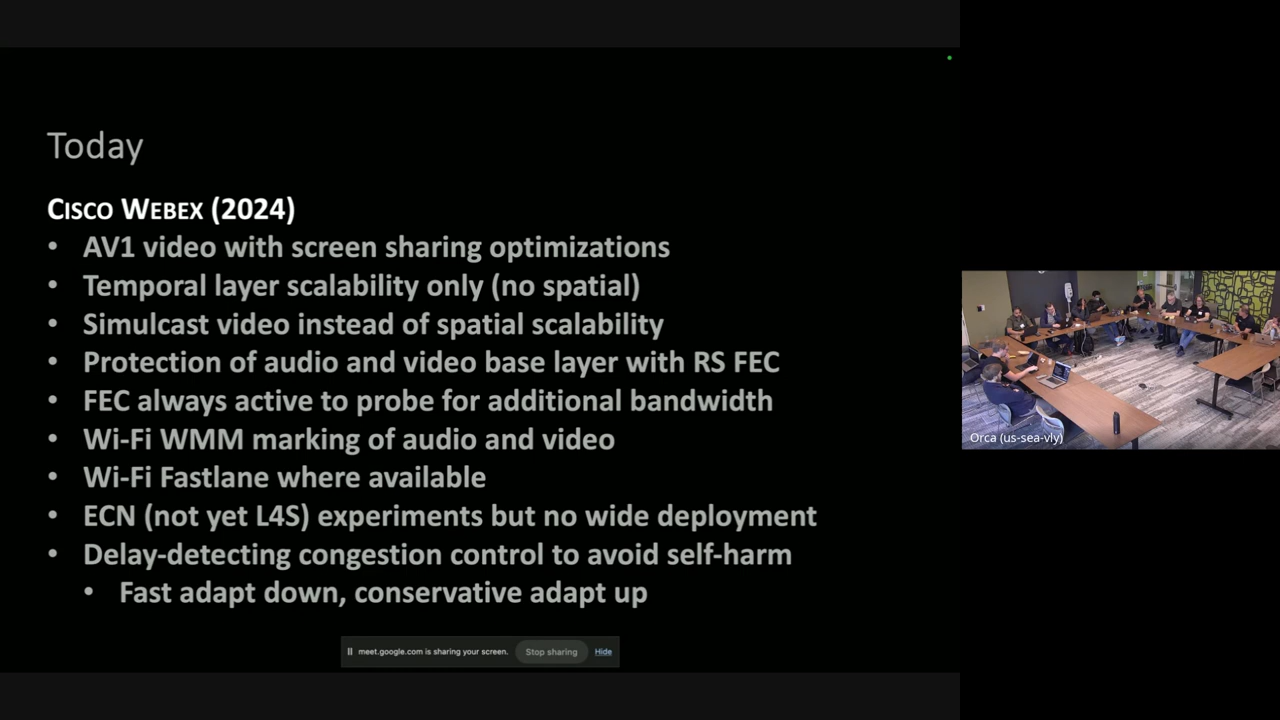 Today
CISCO WEBEX (2024)
• AV1 video with screen sharing optimizations
• Temporal layer scalability only (no spatial)
• Simulcast video instead of spatial scalability
• Protection of audio and video base layer with RS FEC
• FEC always active to probe for additional bandwidth
• Wi-Fi WMM marking of audio and video
• Wi-Fi Fastlane where available
• ECN (not yet L4S) experiments but no wide deployment
• Delay-detecting congestion control to avoid self-harm
• Fast adapt down, conservative adapt up
meet.google.com is sharing your screen. Stop sharing Hide
Orca (us-sea-vly)